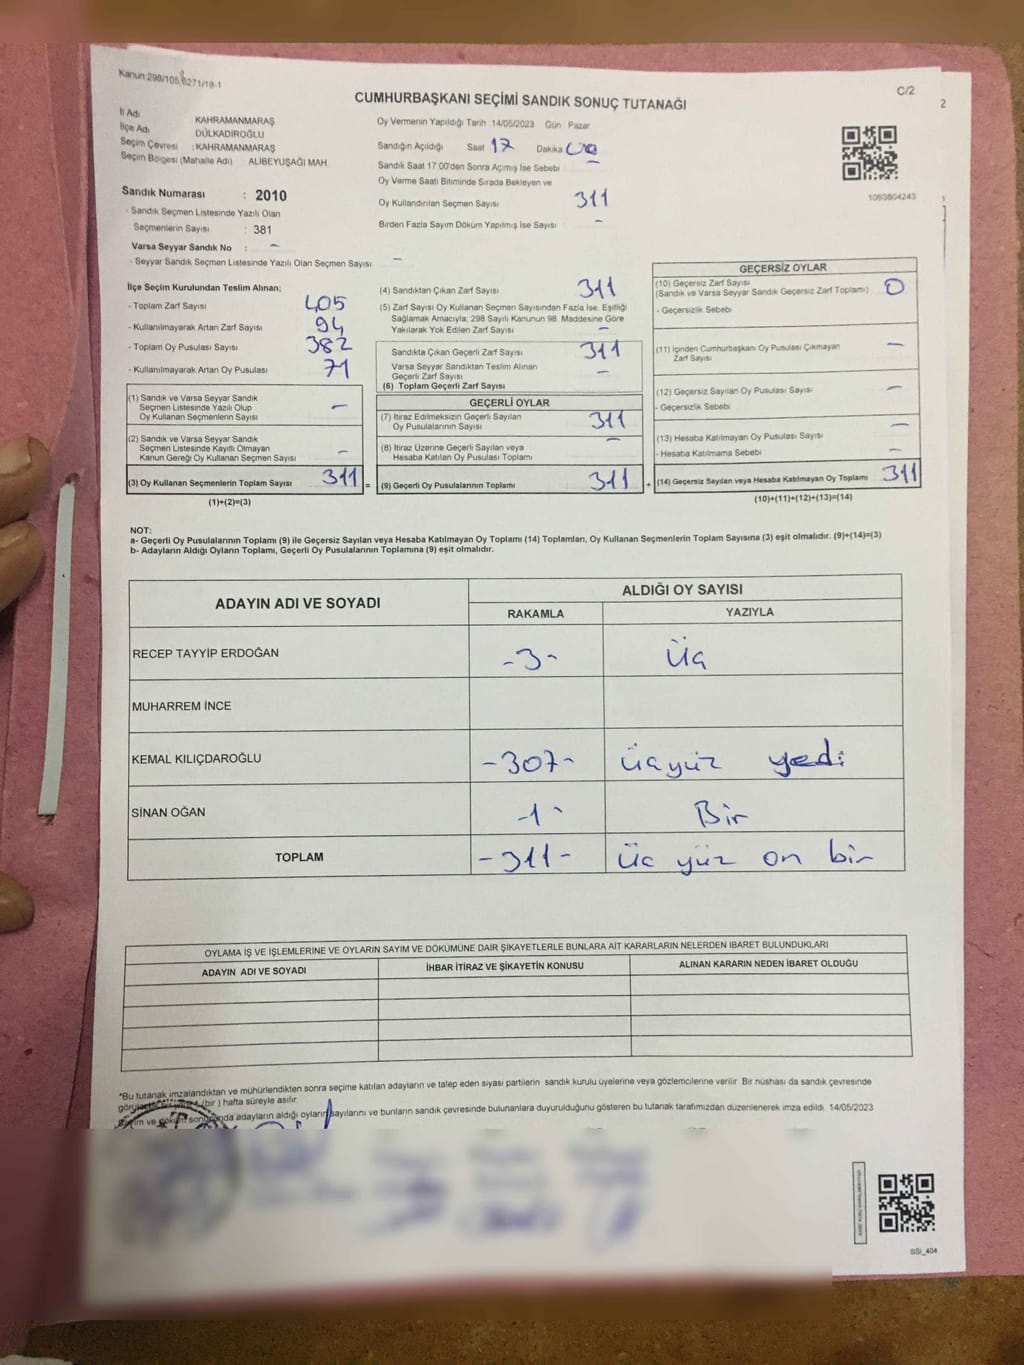 Kanun:298/105,6271/19-1
C/2
2
CUMHURBAŞKANI SEÇİMİ SANDIK SONUÇ TUTANAĞI
İl Adı KAHRAMANMARAŞ
İlçe Adı DULKADİROĞLU
Seçim Çevresi : KAHRAMANMARAŞ
Seçim Bölgesi (Mahalle Adı) ALİBEYUŞAĞI MAH.
Sandık Numarası : 2010
- Sandık Seçmen Listesinde Yazılı Olan
Seçmenlerin Sayısı : 381
Varsa Seyyar Sandık No : -
- Seyyar Sandık Seçmen Listesinde Yazılı Olan Seçmen Sayısı -
Oy Vermenin Yapıldığı Tarih 14/05/2023 Gün Pazar
Sandığın Açıldığı Saat 17 Dakika
Sandık Saat 17:00'den Sonra Açımış İse Sebebi -
Oy Verme Saati Bitiminde Sırada Bekleyen ve
Oy Kullandırılan Seçmen Sayısı 311
Birden Fazla Sayım Döküm Yapılmış İse Sayısı -
1093604243
İlçe Seçim Kurulundan Teslim Alınan;
- Toplam Zarf Sayısı 405
- Kullanılmayarak Artan Zarf Sayısı 94
- Toplam Oy Pusulası Sayısı 382
- Kullanılmayarak Artan Oy Pusulası 71
(1) Sandık ve Varsa Seyyar Sandık
Seçmen Listesinde Yazılı Olup
Oy Kullanan Seçmenlerin Sayısı -
(2) Sandık ve Varsa Seyyar Sandık
Seçmen Listesinde Kayıtlı Olmayan
Kanun Gereği Oy Kullanan Seçmen Sayısı -
(3) Oy Kullanan Seçmenlerin Toplam Sayısı 311 =
(1)+(2)=(3)
(4) Sandıktan Çıkan Zarf Sayısı 311
(5) Zarf Sayısı Oy Kullanan Seçmen Sayısından Fazla İse, Eşitliği
Sağlamak Amacıyla, 298 Sayılı Kanunun 98. Maddesine Göre
Yakılarak Yok Edilen Zarf Sayısı -
Sandıkta Çıkan Geçerli Zarf Sayısı 311
Varsa Seyyar Sandıktan Teslim Alınan
Geçerli Zarf Sayısı -
(6) Toplam Geçerli Zarf Sayısı
GEÇERLİ OYLAR
(7) İtiraz Edilmeksizin Geçerli Sayılan
Oy Pusulalarının Sayısı 311
(8) İtiraz Üzerine Geçerli Sayılan veya
Hesaba Katılan Oy Pusulası Toplamı -
(9) Geçerli Oy Pusulalarının Toplamı 311 +
GEÇERSİZ OYLAR
(10) Geçersiz Zarf Sayısı
(Sandık ve Varsa Seyyar Sandık Geçersiz Zarf Toplamı) 0
- Geçersizlik Sebebi
(11) İçinden Cumhurbaşkanı Oy Pusulası Çıkmayan
Zarf Sayısı -
(12) Geçersiz Sayılan Oy Pusulası Sayısı -
- Geçersizlik Sebebi
(13) Hesaba Katılmayan Oy Pusulası Sayısı -
- Hesaba Katılmama Sebebi -
(14) Geçersiz Sayılan veya Hesaba Katılmayan Oy Toplamı 311
(10)+(11)+(12)+(13)=(14)
NOT:
a- Geçerli Oy Pusulalarının Toplamı (9) ile Geçersiz Sayılan veya Hesaba Katılmayan Oy Toplamı (14) Toplamları, Oy Kullanan Seçmenlerin Toplam Sayısına (3) eşit olmalıdır. (9)+(14)=(3)
b- Adayların Aldığı Oyların Toplamı, Geçerli Oy Pusulalarının Toplamına (9) eşit olmalıdır.
ADAYIN ADI VE SOYADI
ALDIĞI OY SAYISI
RAKAMLA YAZIYLA
RECEP TAYYİP ERDOĞAN -3- Üç
MUHARREM İNCE
KEMAL KILIÇDAROĞLU -307- üçyüz yedi
SİNAN OĞAN -1- Bir
TOPLAM -311- üç yüz on bir
OYLAMA İŞ VE İŞLEMLERİNE VE OYLARIN SAYIM VE DÖKÜMÜNE DAİR ŞİKAYETLERLE BUNLARA AİT KARARLARIN NELERDEN İBARET BULUNDUKLARI
ADAYIN ADI VE SOYADI İHBAR İTİRAZ VE ŞİKAYETİN KONUSU ALINAN KARARIN NEDEN İBARET OLDUĞU
*Bu tutanak imzalandıktan ve mühürlendikten sonra seçime katılan adayların ve talep eden siyasi partilerin sandık kurulu üyelerine veya gözlemcilerine verilir. Bir nüshası da sandık çevresinde
(bir ) hafta süreyle asılır.
adayların aldığı oyların sayılarını ve bunların sandık çevresinde bulunanlara duyurulduğunu gösteren bu tutanak tarafımızdan düzenlenerek imza edildi. 14/05/2023
SSI_404